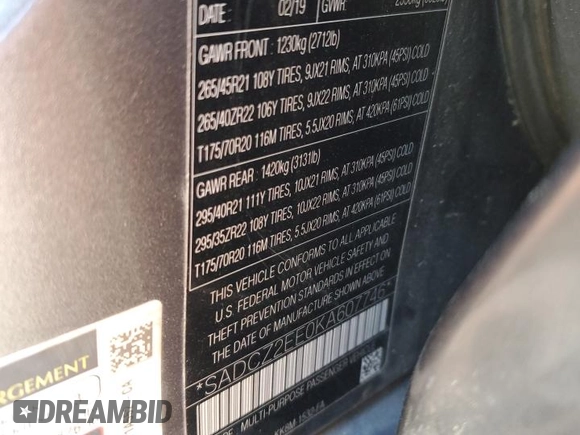 DATE : 02/19 GVWR
GAWR FRONT : 1230kg (2712lb)
265/45R21 108Y TIRES, 9JX21 RIMS, AT 310KPA (45PSI) COLD
265/40ZR22 106Y TIRES, 9JX22 RIMS, AT 310KPA (45PSI) COLD
T175/70R20 116M TIRES, 5.5JX20 RIMS, AT 420KPA (61PSI) COLD
GAWR REAR : 1420kg (3131lb)
295/40R21 111Y TIRES, 10JX21 RIMS, AT 310KPA (45PSI) COLD
295/35ZR22 108Y TIRES, 10JX22 RIMS, AT 310KPA (45PSI) COLD
T175/70R20 116M TIRES, 5.5JX20 RIMS, AT 420KPA (61PSI) COLD
THIS VEHICLE CONFORMS TO ALL APPLICABLE
U.S. FEDERAL MOTOR VEHICLE SAFETY AND
THEFT PREVENTION STANDARDS IN EFFECT ON
THE DATE OF MANUFACTURE SHOWN ABOVE.
*SADCZ2EE0KA607746*
MULTI-PURPOSE PASSENGER
RGEMENT
DREAMBID